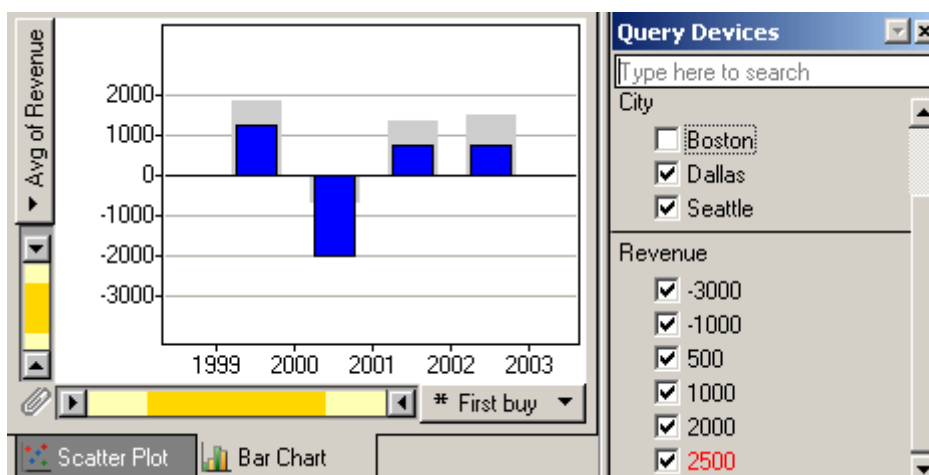 Avg of Revenue
2000
1000
0
-1000
-2000
-3000
1999 2000 2001 2002 2003
* First buy
Scatter Plot
Bar Chart
Query Devices
Type here to search
City
Boston
Dallas
Seattle
Revenue
-3000
-1000
500
1000
2000
2500